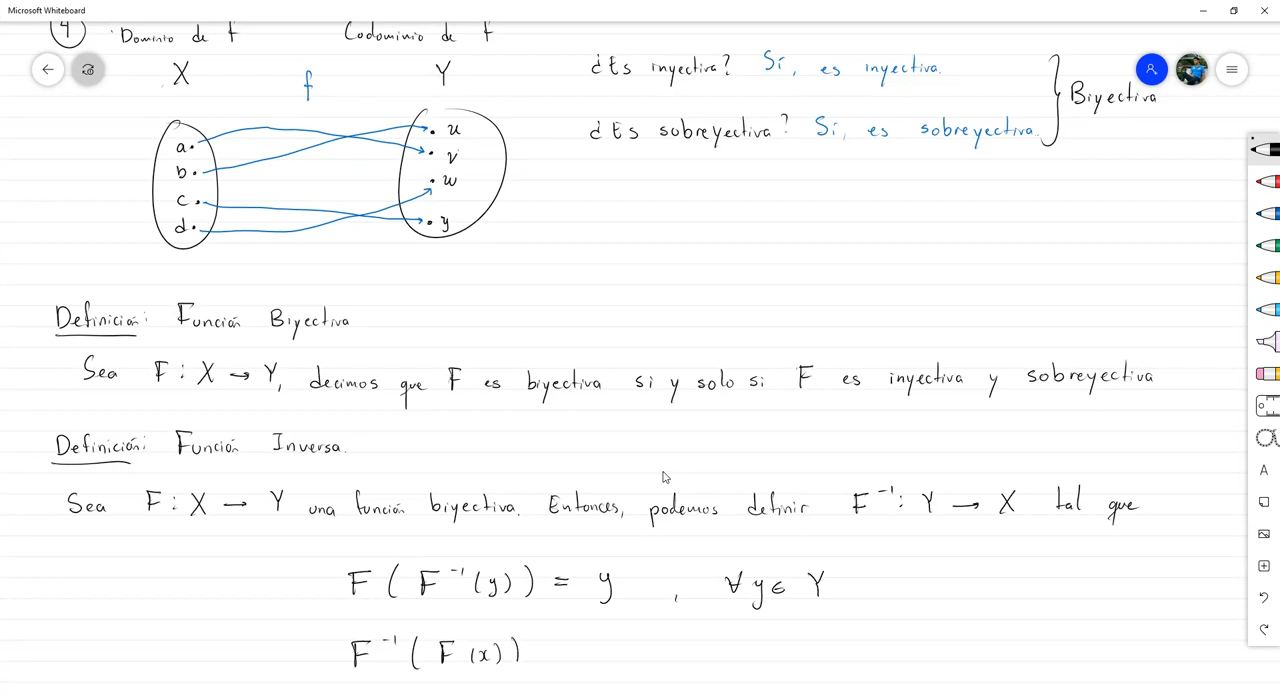 Microsoft Whiteboard
4 Dominio de f Codominio de f
X f Y
¿Es inyectiva? Sí, es inyectiva.
¿Es sobreyectiva? Sí, es sobreyectiva.
Biyectiva
a u
b v
c w
d y
Definición: Función Biyectiva
Sea F : X → Y, decimos que F es biyectiva si y solo si F es inyectiva y sobreyectiva
Definición: Función Inversa.
Sea F : X → Y una función biyectiva. Entonces, podemos definir F⁻¹ : Y → X tal que
F ( F⁻¹ (y) ) = y , ∀ y ∈ Y
F⁻¹ ( F (x) )
A